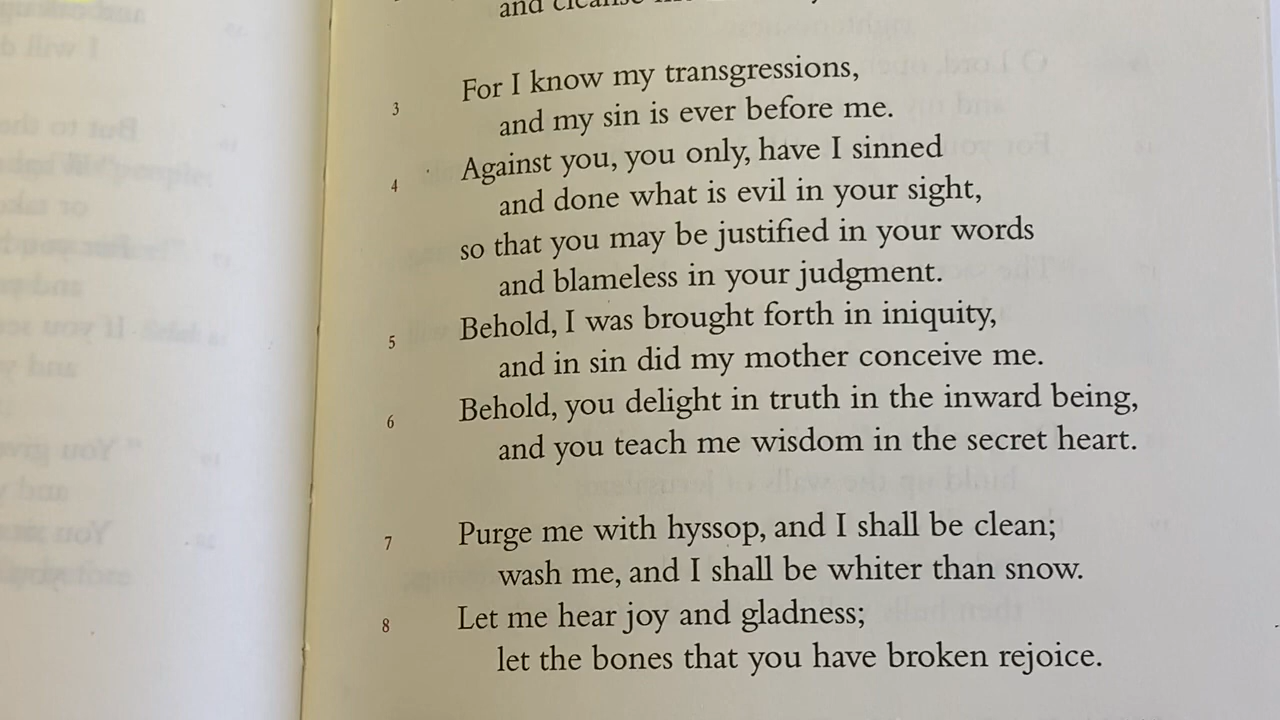 and
3 For I know my transgressions,
and my sin is ever before me.
4 Against you, you only, have I sinned
and done what is evil in your sight,
so that you may be justified in your words
and blameless in your judgment.
5 Behold, I was brought forth in iniquity,
and in sin did my mother conceive me.
6 Behold, you delight in truth in the inward being,
and you teach me wisdom in the secret heart.
7 Purge me with hyssop, and I shall be clean;
wash me, and I shall be whiter than snow.
8 Let me hear joy and gladness;
let the bones that you have broken rejoice.